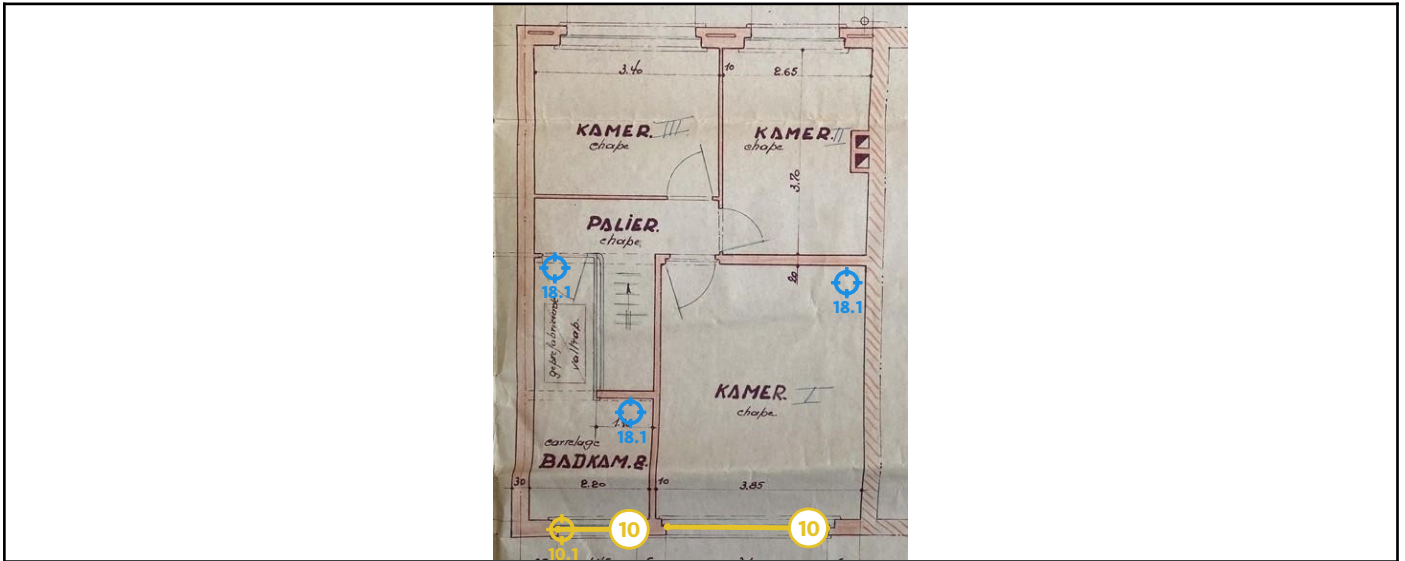 3.40
10
2.65
KAMER. III
chape
KAMER. II
chape
3.70
PALIER.
chape
18.1
20
18.1
geprefabriceerde
valtrap.
KAMER. I
chape
18.1
carrelage
BADKAM.R.
30
2.20
10
3.85
10
10
10.1